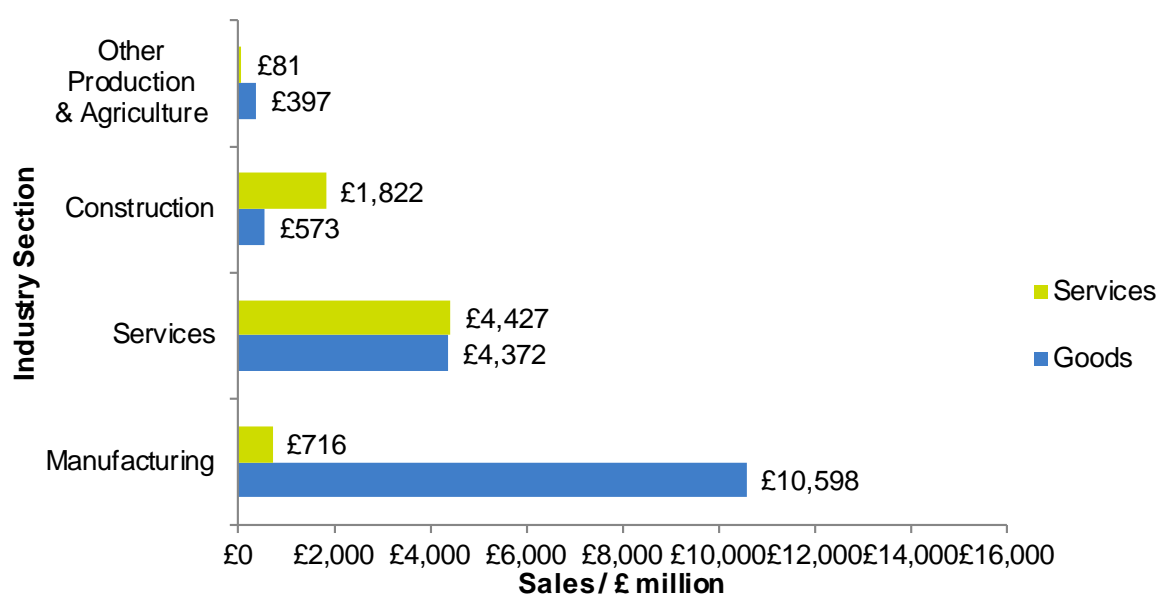 Other
Production
& Agriculture
£81
£397
Construction
£1,822
£573
Services
£4,427
£4,372
Manufacturing
£716
£10,598
Industry Section
Services
Goods
£0 £2,000 £4,000 £6,000 £8,000 £10,000 £12,000 £14,000 £16,000
Sales / £ million